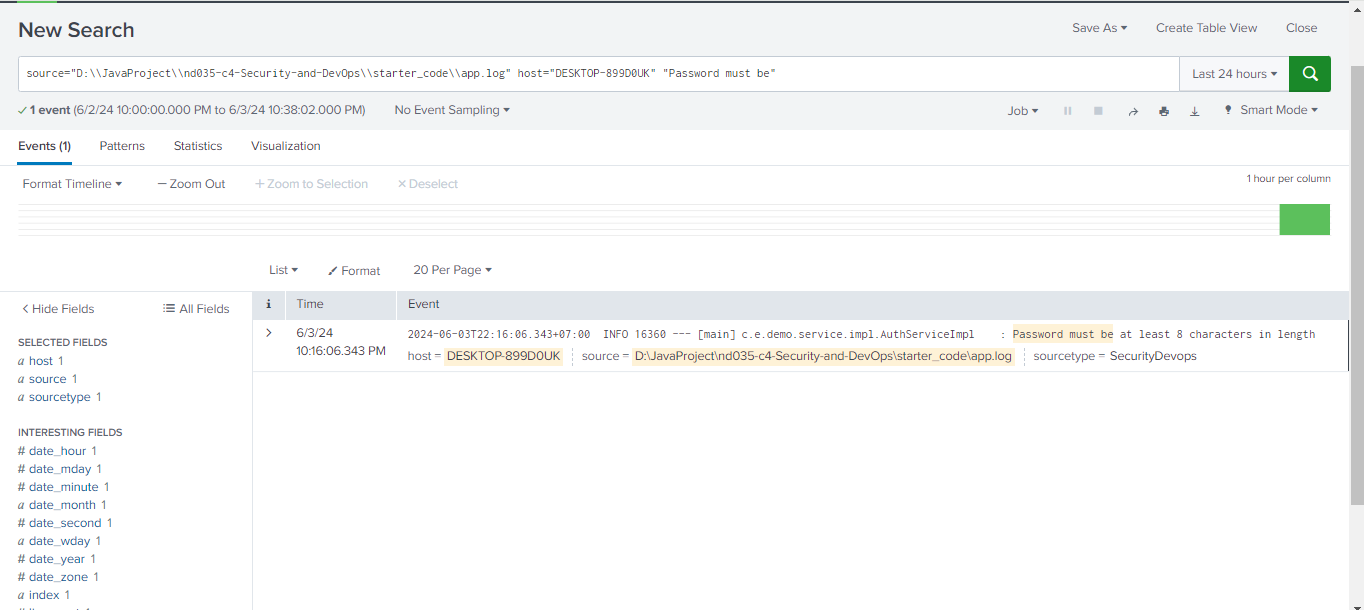 New Search
Save As ▾ Create Table View Close
source="D:\\JavaProject\\nd035-c4-Security-and-DevOps\\starter_code\\app.log" host="DESKTOP-899D0UK" "Password must be"
Last 24 hours ▾
✓ 1 event (6/2/24 10:00:00.000 PM to 6/3/24 10:38:02.000 PM) No Event Sampling ▾
Job ▾ Smart Mode ▾
Events (1) Patterns Statistics Visualization
Format Timeline ▾ — Zoom Out + Zoom to Selection × Deselect
1 hour per column
List ▾ Format 20 Per Page ▾
< Hide Fields All Fields
i Time Event
SELECTED FIELDS
a host 1
a source 1
a sourcetype 1
INTERESTING FIELDS
# date_hour 1
# date_mday 1
# date_minute 1
a date_month 1
# date_second 1
a date_wday 1
# date_year 1
# date_zone 1
a index 1
> 6/3/24
10:16:06.343 PM
2024-06-03T22:16:06.343+07:00 INFO 16360 --- [main] c.e.demo.service.impl.AuthServiceImpl : Password must be at least 8 characters in length
host = DESKTOP-899D0UK source = D:\JavaProject\nd035-c4-Security-and-DevOps\starter_code\app.log sourcetype = SecurityDevops